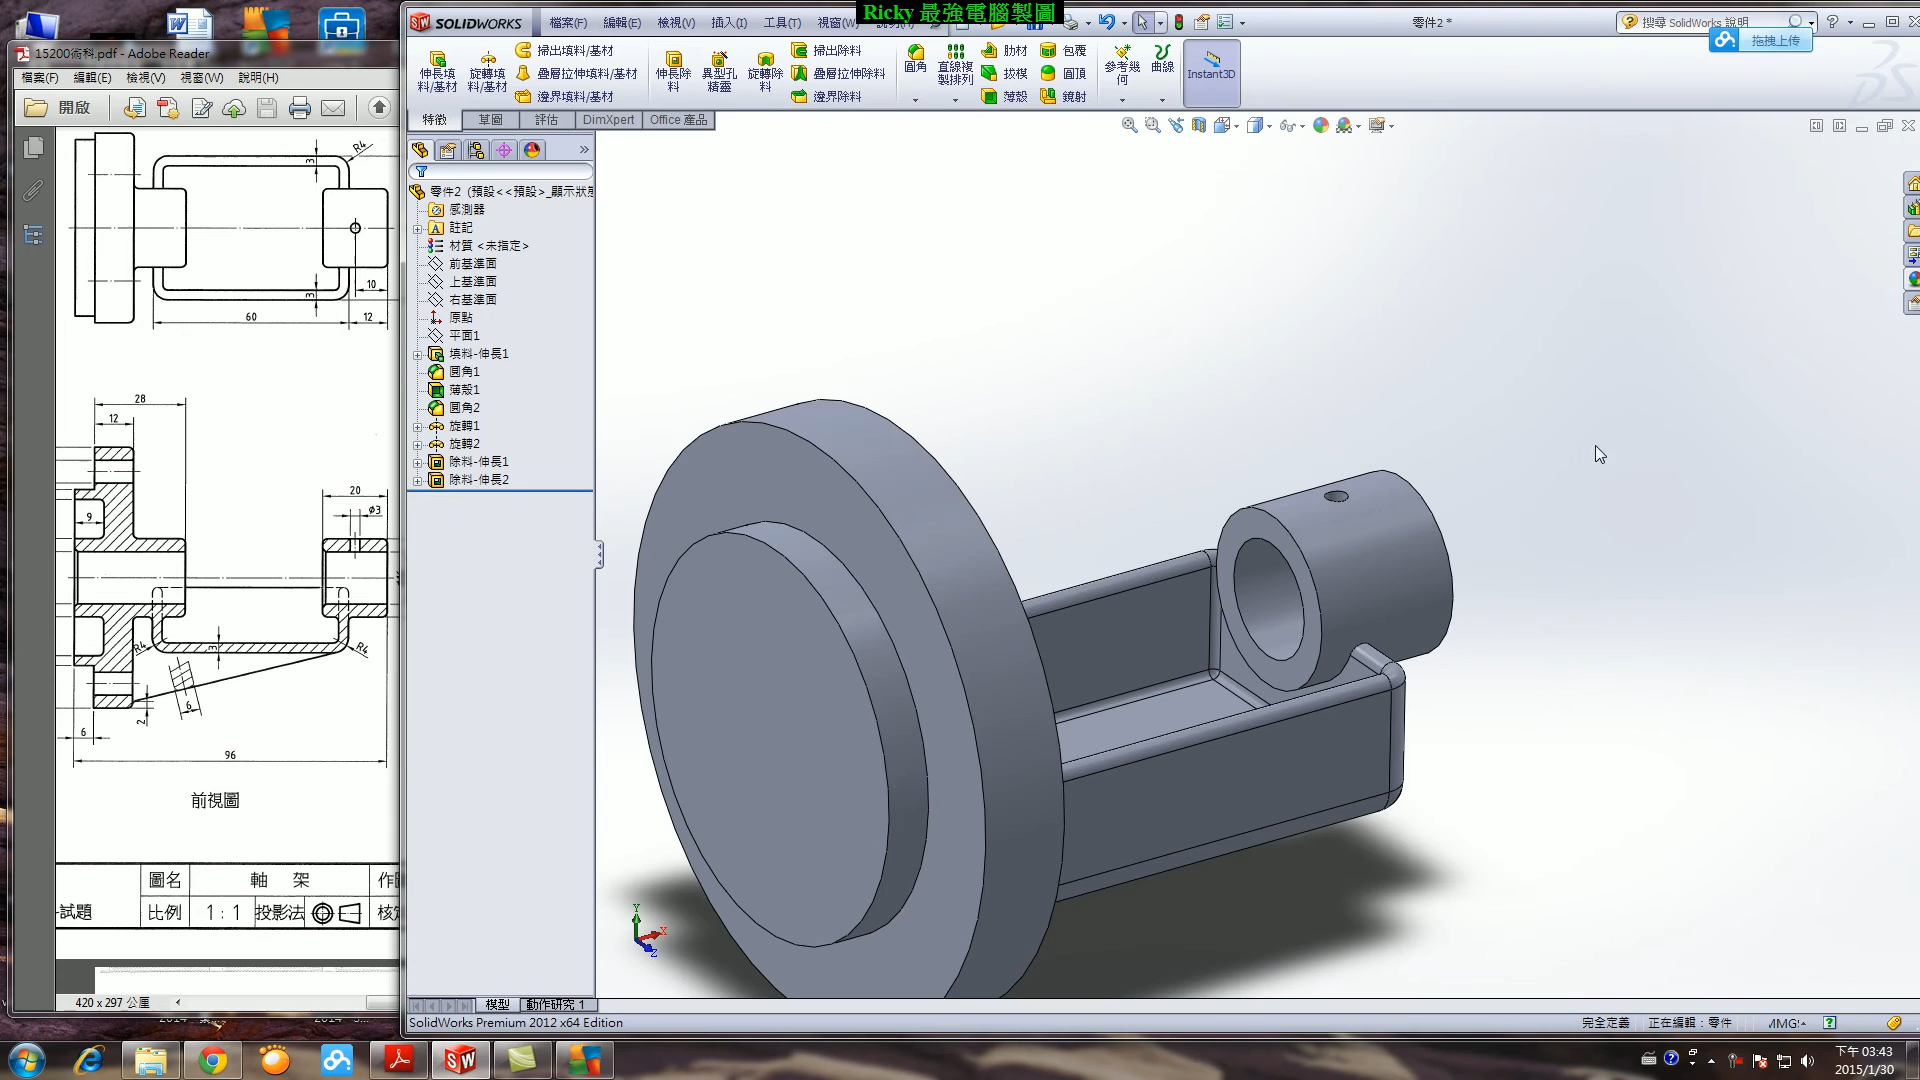 Ricky 最強電腦製圖
SOLIDWORKS
檔案(F) 編輯(E) 檢視(V) 插入(I) 工具(T) 視窗(W)
零件2 *
搜尋 SolidWorks 說明
拖拽上传
15200術科.pdf - Adobe Reader
檔案(F) 編輯(E) 檢視(V) 視窗(W) 說明(H)
開啟
伸長填料/基材
旋轉填料/基材
掃出填料/基材
疊層拉伸填料/基材
邊界填料/基材
伸長除料
異型孔精靈
旋轉除料
掃出除料
疊層拉伸除料
邊界除料
圓角
直線複製排列
肋材
拔模
薄殼
包覆
圓頂
鏡射
參考幾何
曲線
Instant3D
特徵 草圖 評估 DimXpert Office 產品
零件2 (預設<<預設>_顯示狀態
感測器
註記
材質 <未指定>
前基準面
上基準面
右基準面
原點
平面1
填料-伸長1
圓角1
薄殼1
圓角2
旋轉1
旋轉2
除料-伸長1
除料-伸長2
R4
3
3
10
60
12
28
12
20
ø3
9
R4
3
R4
6
2
6
96
前視圖
圖名 軸 架
試題 比例 1 : 1 投影法
420 x 297 公厘
Y
X
Z
模型 動作研究 1
SolidWorks Premium 2012 x64 Edition
完全定義 正在編輯：零件
下午 03:43
2015/1/30